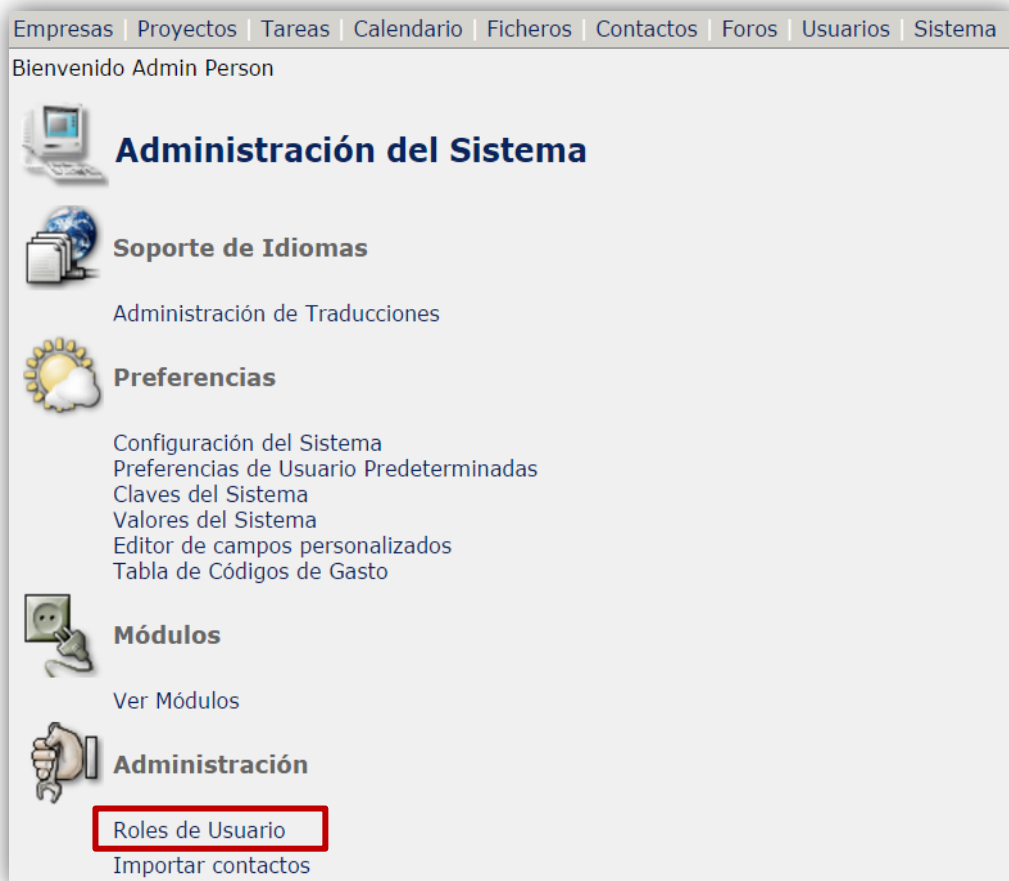 Empresas | Proyectos | Tareas | Calendario | Ficheros | Contactos | Foros | Usuarios | Sistema
Bienvenido Admin Person
Administración del Sistema
Soporte de Idiomas
Administración de Traducciones
Preferencias
Configuración del Sistema
Preferencias de Usuario Predeterminadas
Claves del Sistema
Valores del Sistema
Editor de campos personalizados
Tabla de Códigos de Gasto
Módulos
Ver Módulos
Administración
Roles de Usuario
Importar contactos